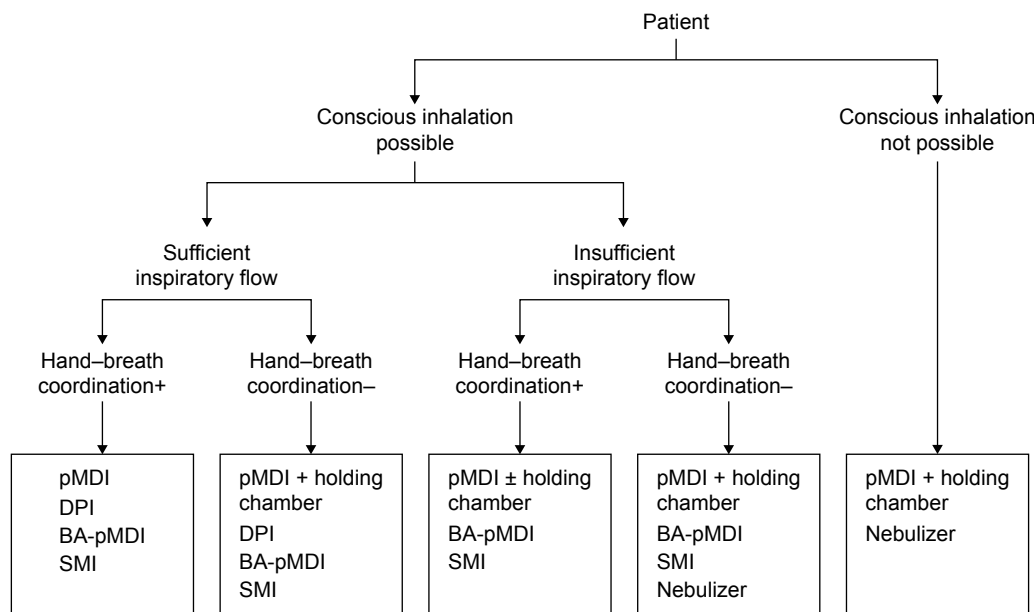 Patient
Conscious inhalation
possible
Conscious inhalation
not possible
Sufficient
inspiratory flow
Insufficient
inspiratory flow
Hand–breath
coordination+
Hand–breath
coordination–
Hand–breath
coordination+
Hand–breath
coordination–
pMDI
DPI
BA-pMDI
SMI
pMDI + holding
chamber
DPI
BA-pMDI
SMI
pMDI ± holding
chamber
BA-pMDI
SMI
pMDI + holding
chamber
BA-pMDI
SMI
Nebulizer
pMDI + holding
chamber
Nebulizer